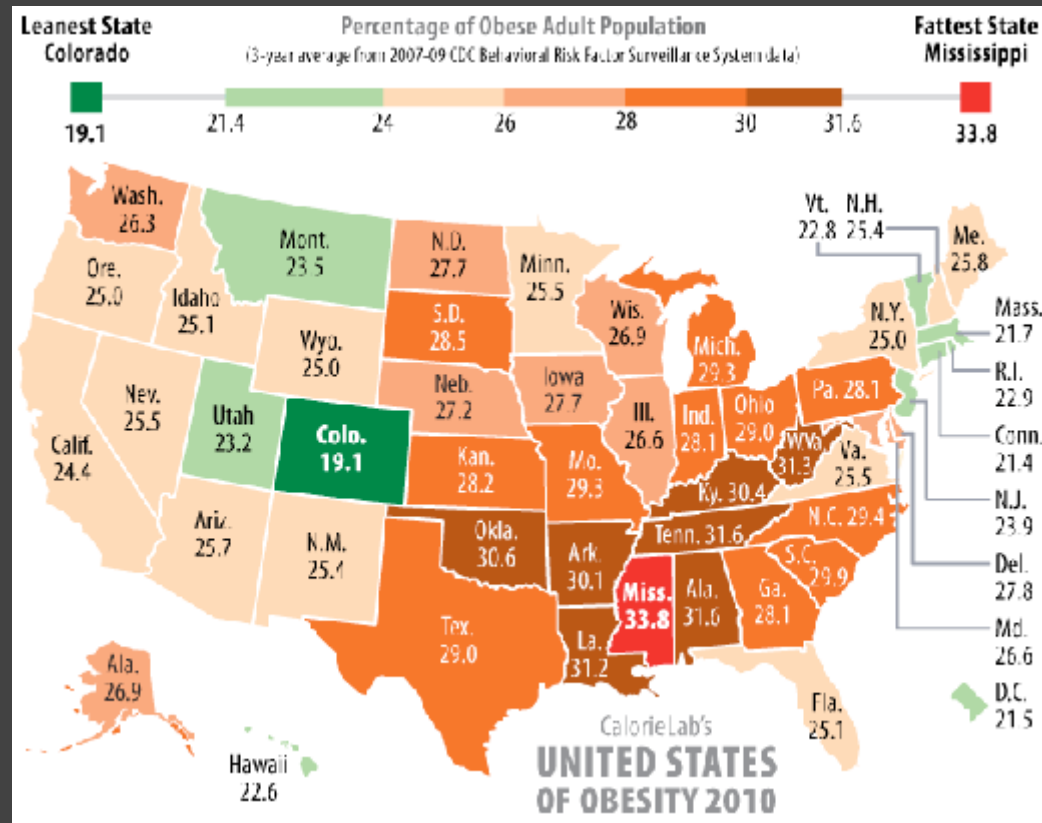 Leanest State
Colorado
Percentage of Obese Adult Population
(3-year average from 2007-09 CDC Behavioral Risk Factor Surveillance System data)
Fattest State
Mississippi
19.1
21.4
24
26
28
30
31.6
33.8
Wash.
26.3
Ore.
25.0
Idaho
25.1
Mont.
23.5
Wyo.
25.0
Nev.
25.5
Utah
23.2
Colo.
19.1
Calif.
24.4
Ariz.
25.7
N.M.
25.4
N.D.
27.7
S.D.
28.5
Neb.
27.2
Kan.
28.2
Okla.
30.6
Tex.
29.0
Minn.
25.5
Iowa
27.7
Mo.
29.3
Ark.
30.1
La.
31.2
Wis.
26.9
Ill.
26.6
Mich.
29.3
Ind.
28.1
Ohio
29.0
Ky. 30.4
Tenn. 31.6
Miss.
33.8
Ala.
31.6
Ga.
28.1
Fla.
25.1
S.C.
29.9
N.C. 29.4
Va.
25.5
WVa
31.3
Pa. 28.1
N.Y.
25.0
Vt.
22.8
N.H.
25.4
Me.
25.8
Mass.
21.7
R.I.
22.9
Conn.
21.4
N.J.
23.9
Del.
27.8
Md.
26.6
D.C.
21.5
Ala.
26.9
Hawaii
22.6
CalorieLab's
UNITED STATES
OF OBESITY 2010